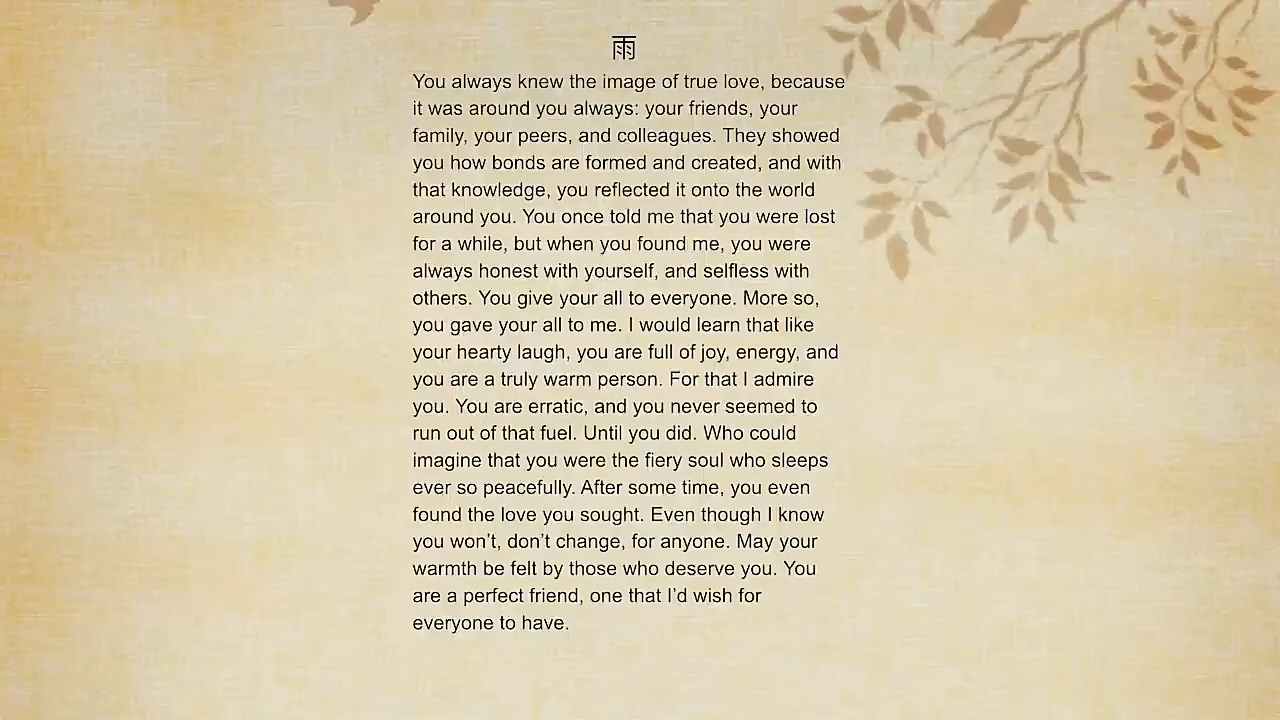 雨
You always knew the image of true love, because
it was around you always: your friends, your
family, your peers, and colleagues. They showed
you how bonds are formed and created, and with
that knowledge, you reflected it onto the world
around you. You once told me that you were lost
for a while, but when you found me, you were
always honest with yourself, and selfless with
others. You give your all to everyone. More so,
you gave your all to me. I would learn that like
your hearty laugh, you are full of joy, energy, and
you are a truly warm person. For that I admire
you. You are erratic, and you never seemed to
run out of that fuel. Until you did. Who could
imagine that you were the fiery soul who sleeps
ever so peacefully. After some time, you even
found the love you sought. Even though I know
you won’t, don’t change, for anyone. May your
warmth be felt by those who deserve you. You
are a perfect friend, one that I’d wish for
everyone to have.